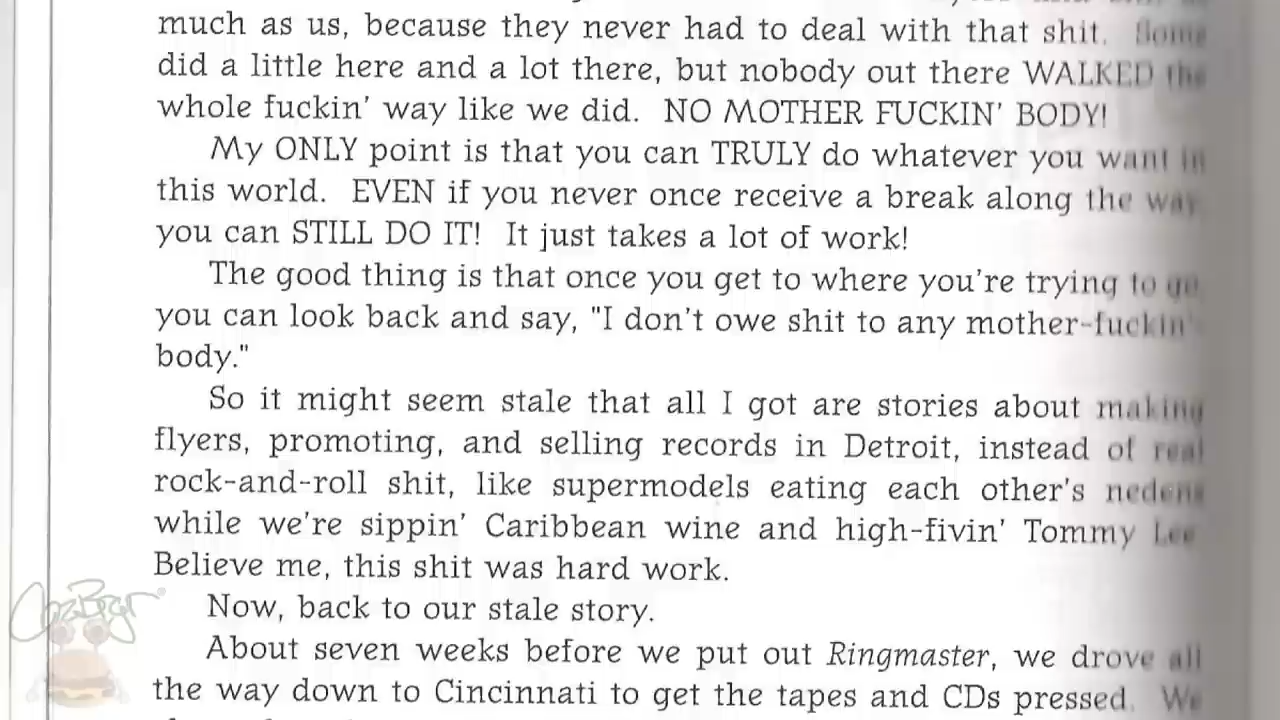 much as us, because they never had to deal with that shit. Some
did a little here and a lot there, but nobody out there WALKED the
whole fuckin' way like we did. NO MOTHER FUCKIN' BODY!
My ONLY point is that you can TRULY do whatever you want in
this world. EVEN if you never once receive a break along the way
you can STILL DO IT! It just takes a lot of work!
The good thing is that once you get to where you're trying to go
you can look back and say, "I don't owe shit to any mother-fuckin'
body."
So it might seem stale that all I got are stories about making
flyers, promoting, and selling records in Detroit, instead of real
rock-and-roll shit, like supermodels eating each other's nedens
while we're sippin' Caribbean wine and high-fivin' Tommy Lee
Believe me, this shit was hard work.
Now, back to our stale story.
About seven weeks before we put out Ringmaster, we drove all
the way down to Cincinnati to get the tapes and CDs pressed. We